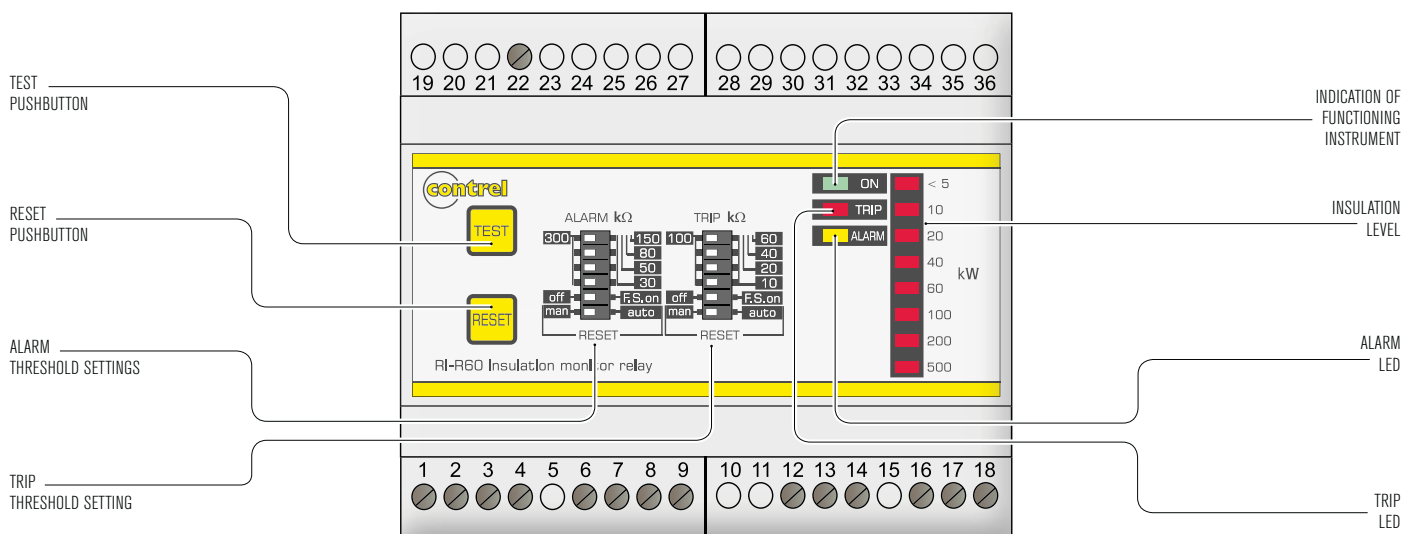 19 20 21 22 23 24 25 26 27 28 29 30 31 32 33 34 35 36
TEST
PUSHBUTTON
RESET
PUSHBUTTON
ALARM
THRESHOLD SETTINGS
TRIP
THRESHOLD SETTING
contrel
TEST
RESET
ALARM kΩ
300 150
80
50
30
off F.S.on
man auto
RESET
TRIP kΩ
100 60
40
20
10
off F.S.on
man auto
RESET
RI-R60 Insulation monitor relay
ON
TRIP
ALARM
< 5
10
20
40
60
100
200
500
kW
INDICATION OF
FUNCTIONING
INSTRUMENT
INSULATION
LEVEL
ALARM
LED
TRIP
LED
1 2 3 4 5 6 7 8 9 10 11 12 13 14 15 16 17 18